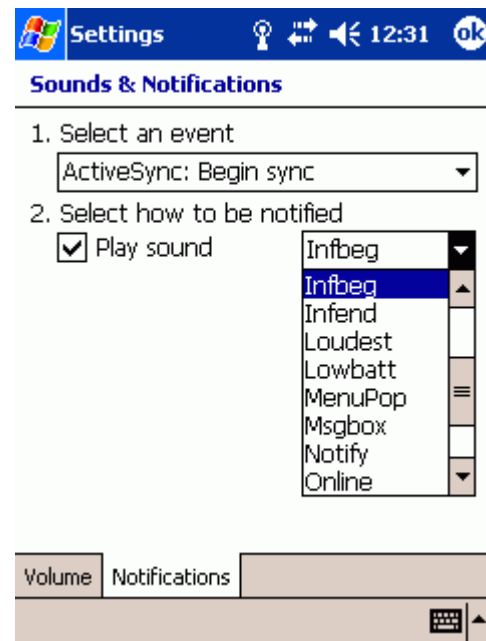 Settings 12:31 ok
Sounds & Notifications
1. Select an event
ActiveSync: Begin sync
2. Select how to be notified
Play sound Infbeg
Infbeg
Infend
Loudest
Lowbatt
MenuPop
Msgbox
Notify
Online
Volume Notifications